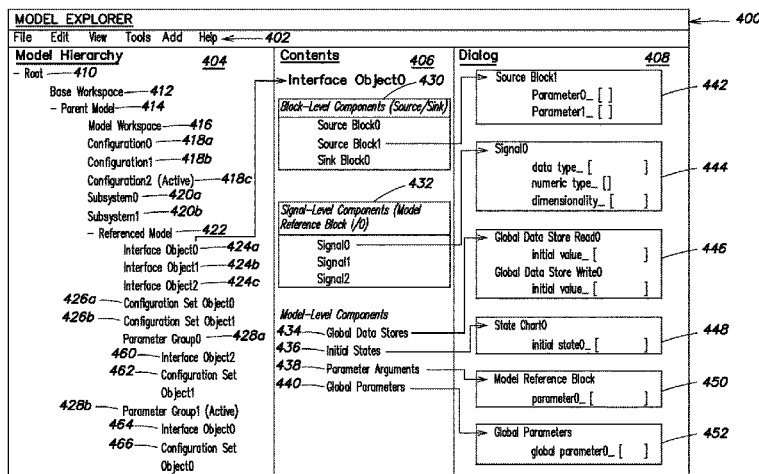 MODEL EXPLORER
400
File Edit View Tools Add Help 402
Model Hierarchy 404
- Root 410
Base Workspace 412
- Parent Model 414
Model Workspace 416
Configuration0 418a
Configuration1 418b
Configuration2 (Active) 418c
Subsystem0 420a
Subsystem1 420b
- Referenced Model 422
Interface Object0 424a
Interface Object1 424b
Interface Object2 424c
426a Configuration Set Object0
426b Configuration Set Object1
Parameter Group0 428a
460 Interface Object2
462 Configuration Set
Object1
428b Parameter Group1 (Active)
464 Interface Object0
466 Configuration Set
Object0
Contents 406
Interface Object0 430
Block-Level Components (Source/Sink)
Source Block0
Source Block1
Sink Block0
432
Signal-Level Components (Model
Reference Block I/O)
Signal0
Signal1
Signal2
Model-Level Components
434 Global Data Stores
436 Initial States
438 Parameter Arguments
440 Global Parameters
Dialog 408
Source Block1 442
Parameter0_ [ ]
Parameter1_ [ ]
Signal0 444
data type_ [ ]
numeric type_ []
dimensionality_ [ ]
Global Data Store Read0
initial value_ [ ] 446
Global Data Store Write0
initial value_ [ ]
State Chart0 448
initial state0_ [ ]
Model Reference Block 450
parameter0_ [ ]
Global Parameters 452
global parameter0_ [ ]